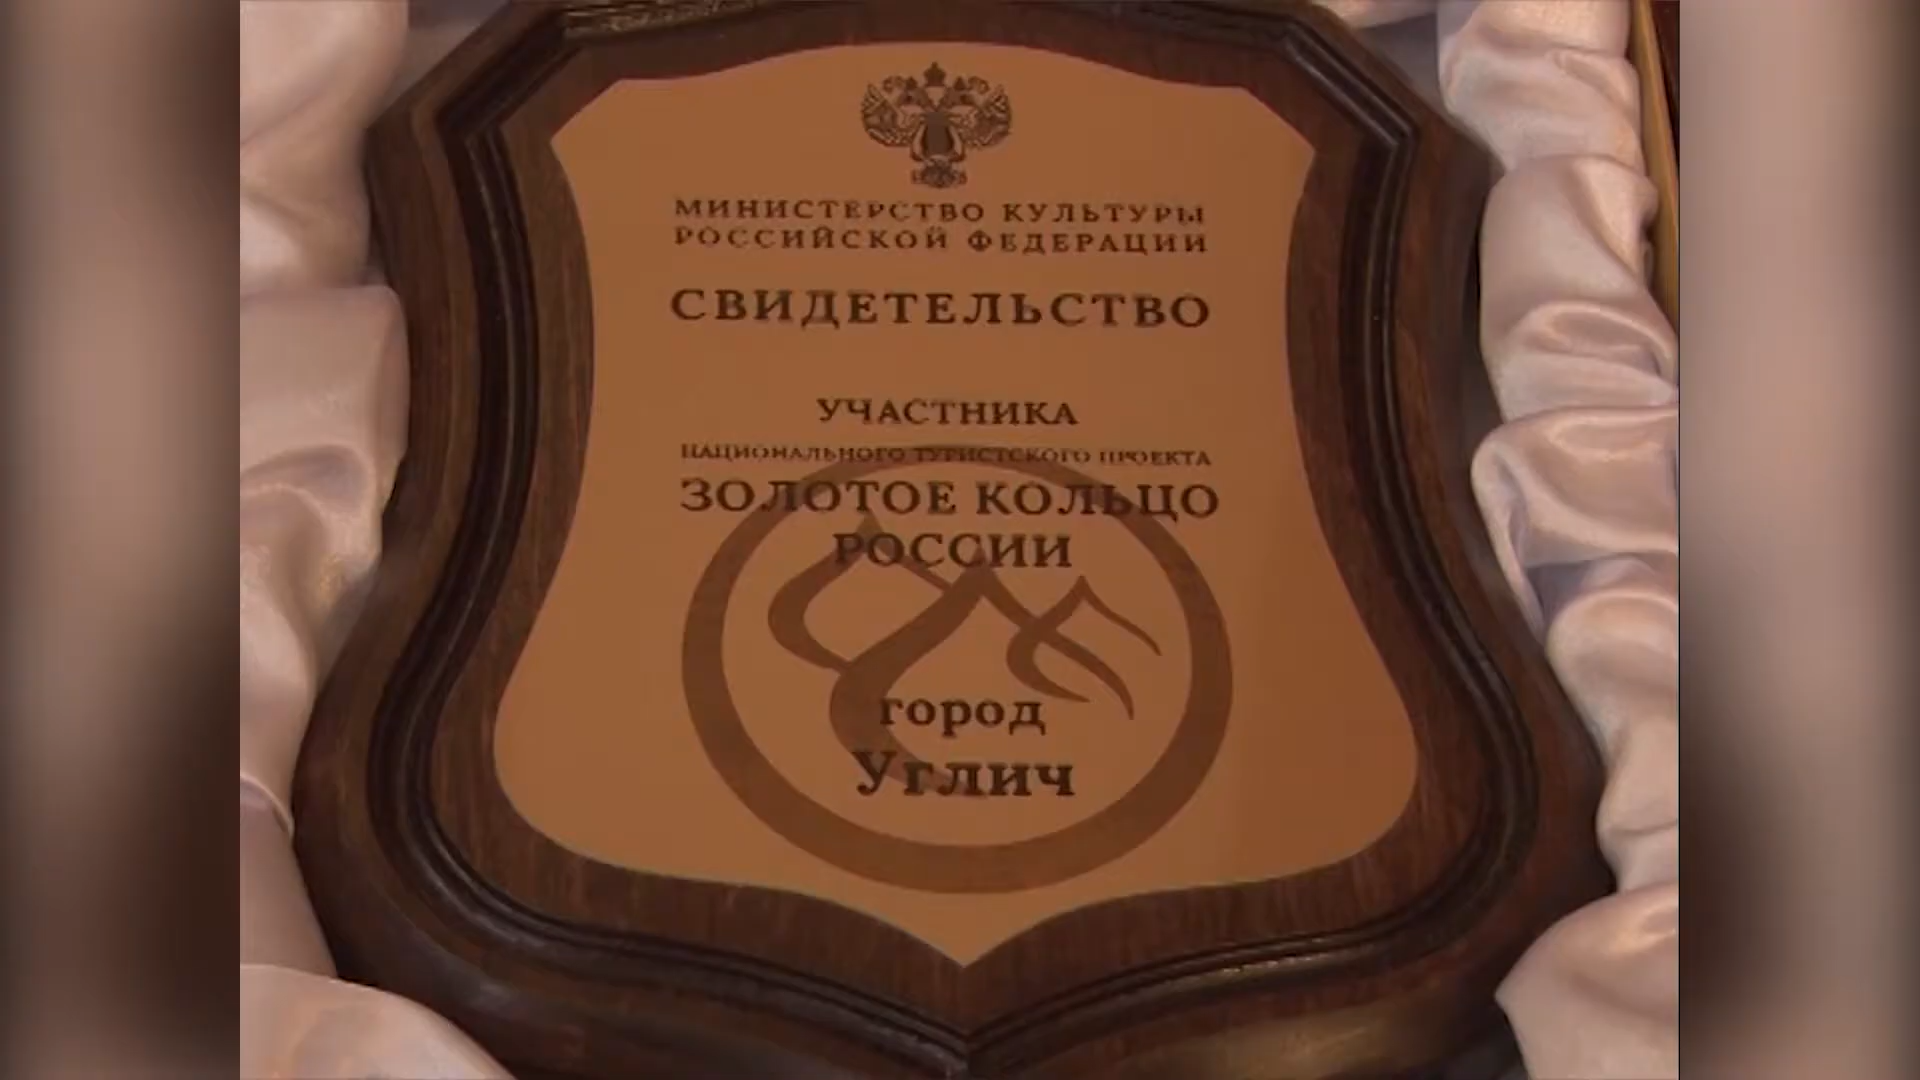 МИНИСТЕРСТВО КУЛЬТУРЫ
РОССИЙСКОЙ ФЕДЕРАЦИИ
СВИДЕТЕЛЬСТВО
УЧАСТНИКА
НАЦИОНАЛЬНОГО ТУРИСТСКОГО ПРОЕКТА
ЗОЛОТОЕ КОЛЬЦО
РОССИИ
город
Углич